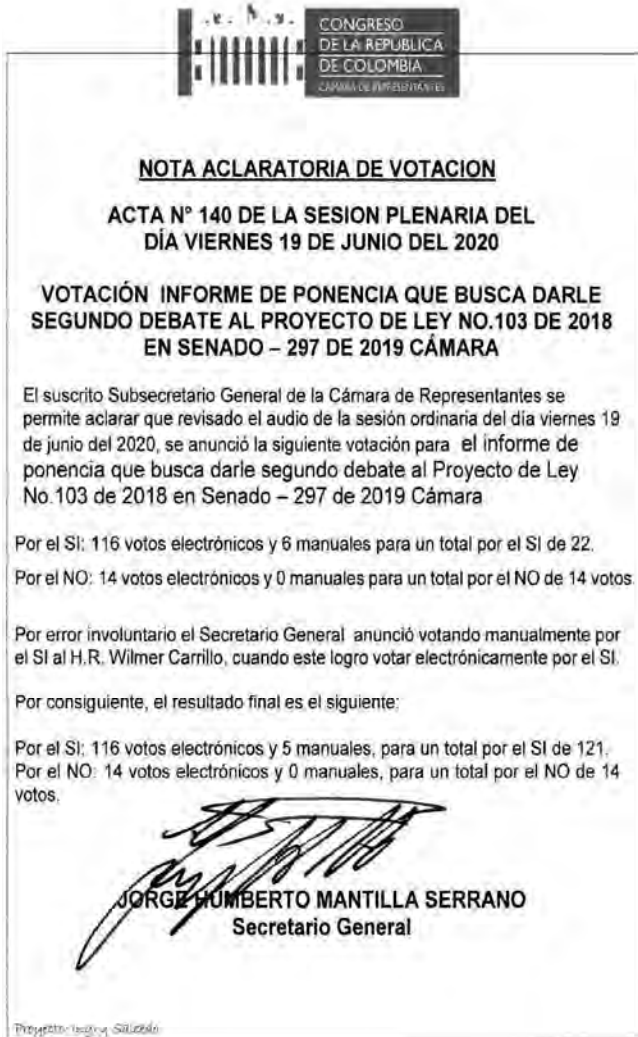 CONGRESO
DE LA REPÚBLICA
DE COLOMBIA
CÁMARA DE REPRESENTANTES
NOTA ACLARATORIA DE VOTACION
ACTA N° 140 DE LA SESION PLENARIA DEL
DÍA VIERNES 19 DE JUNIO DEL 2020
VOTACIÓN INFORME DE PONENCIA QUE BUSCA DARLE
SEGUNDO DEBATE AL PROYECTO DE LEY NO.103 DE 2018
EN SENADO – 297 DE 2019 CÁMARA
El suscrito Subsecretario General de la Cámara de Representantes se
permite aclarar que revisado el audio de la sesión ordinaria del día viernes 19
de junio del 2020, se anunció la siguiente votación para el informe de
ponencia que busca darle segundo debate al Proyecto de Ley
No.103 de 2018 en Senado – 297 de 2019 Cámara
Por el SI: 116 votos electrónicos y 6 manuales para un total por el SI de 22.
Por el NO: 14 votos electrónicos y 0 manuales para un total por el NO de 14 votos.
Por error involuntario el Secretario General anunció votando manualmente por
el SI al H.R. Wilmer Carrillo, cuando este logro votar electrónicamente por el SI.
Por consiguiente, el resultado final es el siguiente:
Por el SI: 116 votos electrónicos y 5 manuales, para un total por el SI de 121.
Por el NO: 14 votos electrónicos y 0 manuales, para un total por el NO de 14
votos.
JORGE HUMBERTO MANTILLA SERRANO
Secretario General